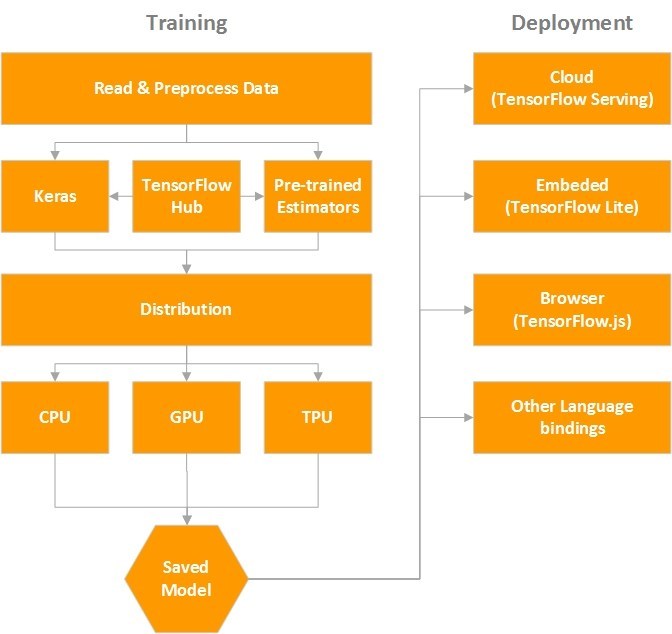 Training
Deployment
Read & Preprocess Data
Keras
TensorFlow
Hub
Pre-trained
Estimators
Distribution
CPU
GPU
TPU
Saved
Model
Cloud
(TensorFlow Serving)
Embeded
(TensorFlow Lite)
Browser
(TensorFlow.js)
Other Language
bindings